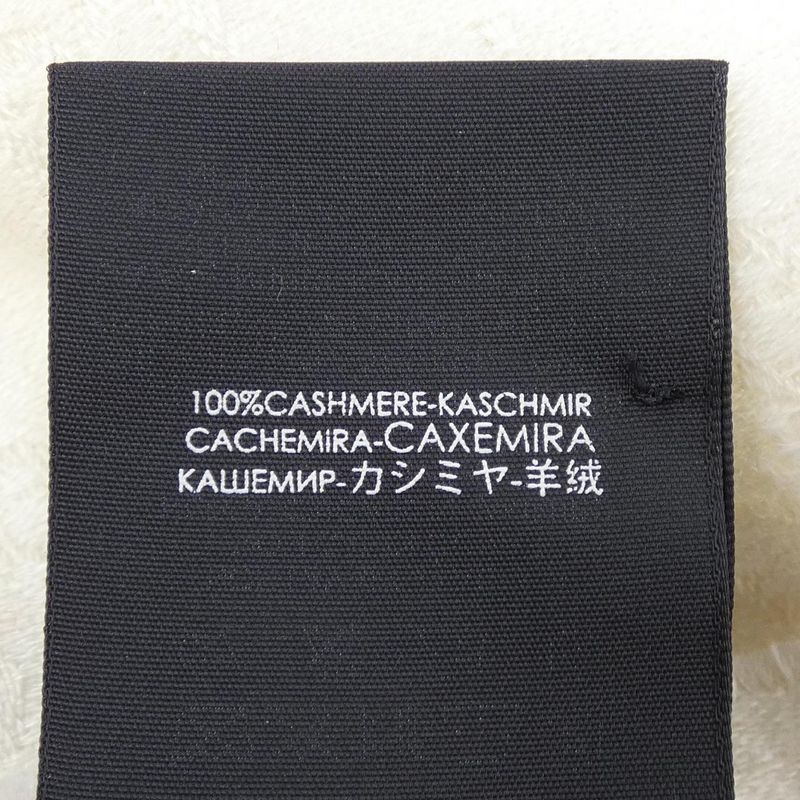 100%CASHMERE-KASCHMIR
CACHEMIRA-CAXEMIRA
КАШЕМИР-カシミヤ-羊绒